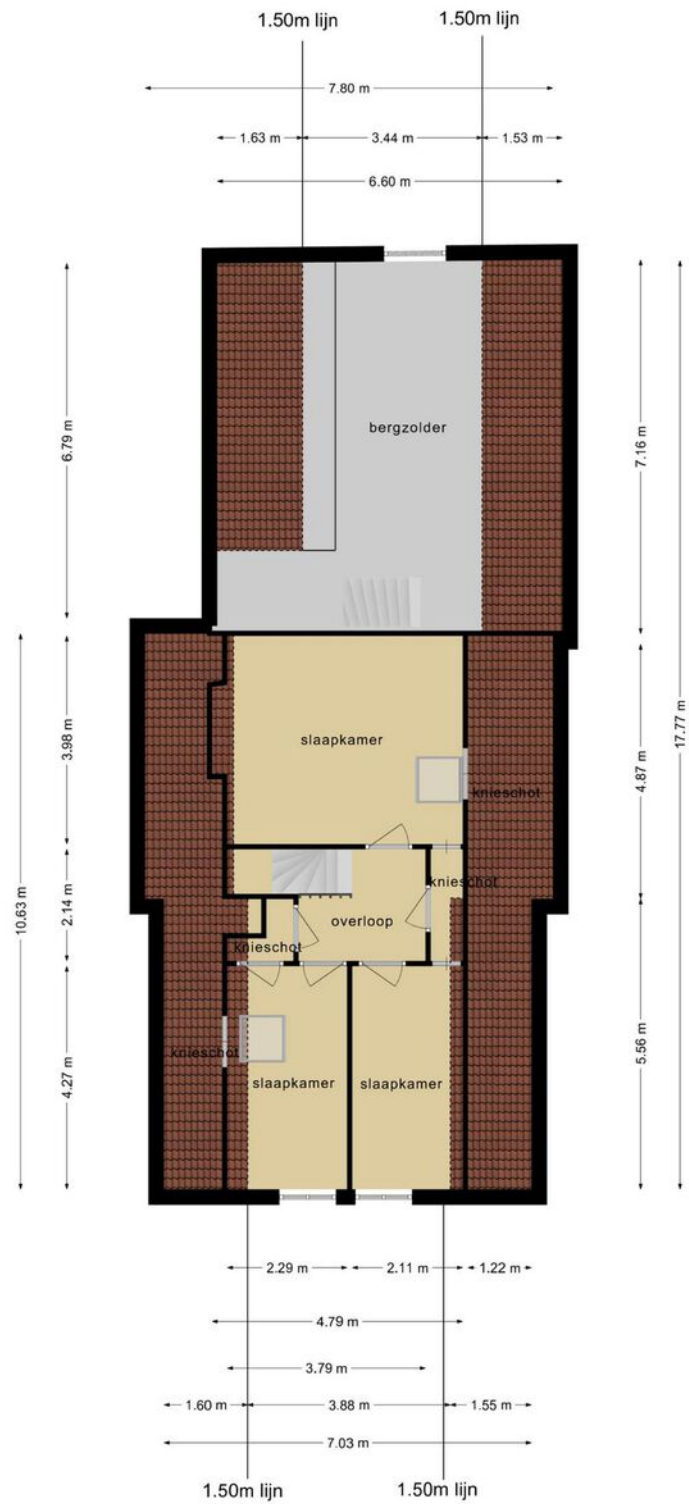 1.50m lijn
1.50m lijn
7.80 m
1.63 m
3.44 m
1.53 m
6.60 m
6.79 m
bergzolder
7.16 m
17.77 m
slaapkamer
3.98 m
4.87 m
knieschot
10.63 m
2.14 m
knieschot
overloop
knieschot
4.27 m
knieschot
slaapkamer
slaapkamer
5.56 m
2.29 m
2.11 m
1.22 m
4.79 m
3.79 m
1.60 m
3.88 m
1.55 m
7.03 m
1.50m lijn
1.50m lijn